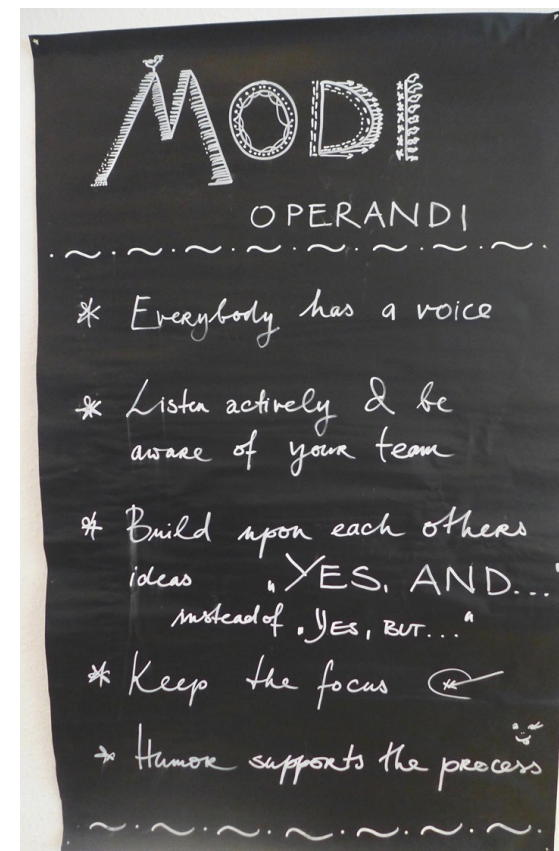 MODI
OPERANDI
* Everybody has a voice
* Listen actively & be
aware of your team
* Build upon each others
ideas „YES, AND..."
instead of „YES, BUT..."
* Keep the focus
* Humor supports the process